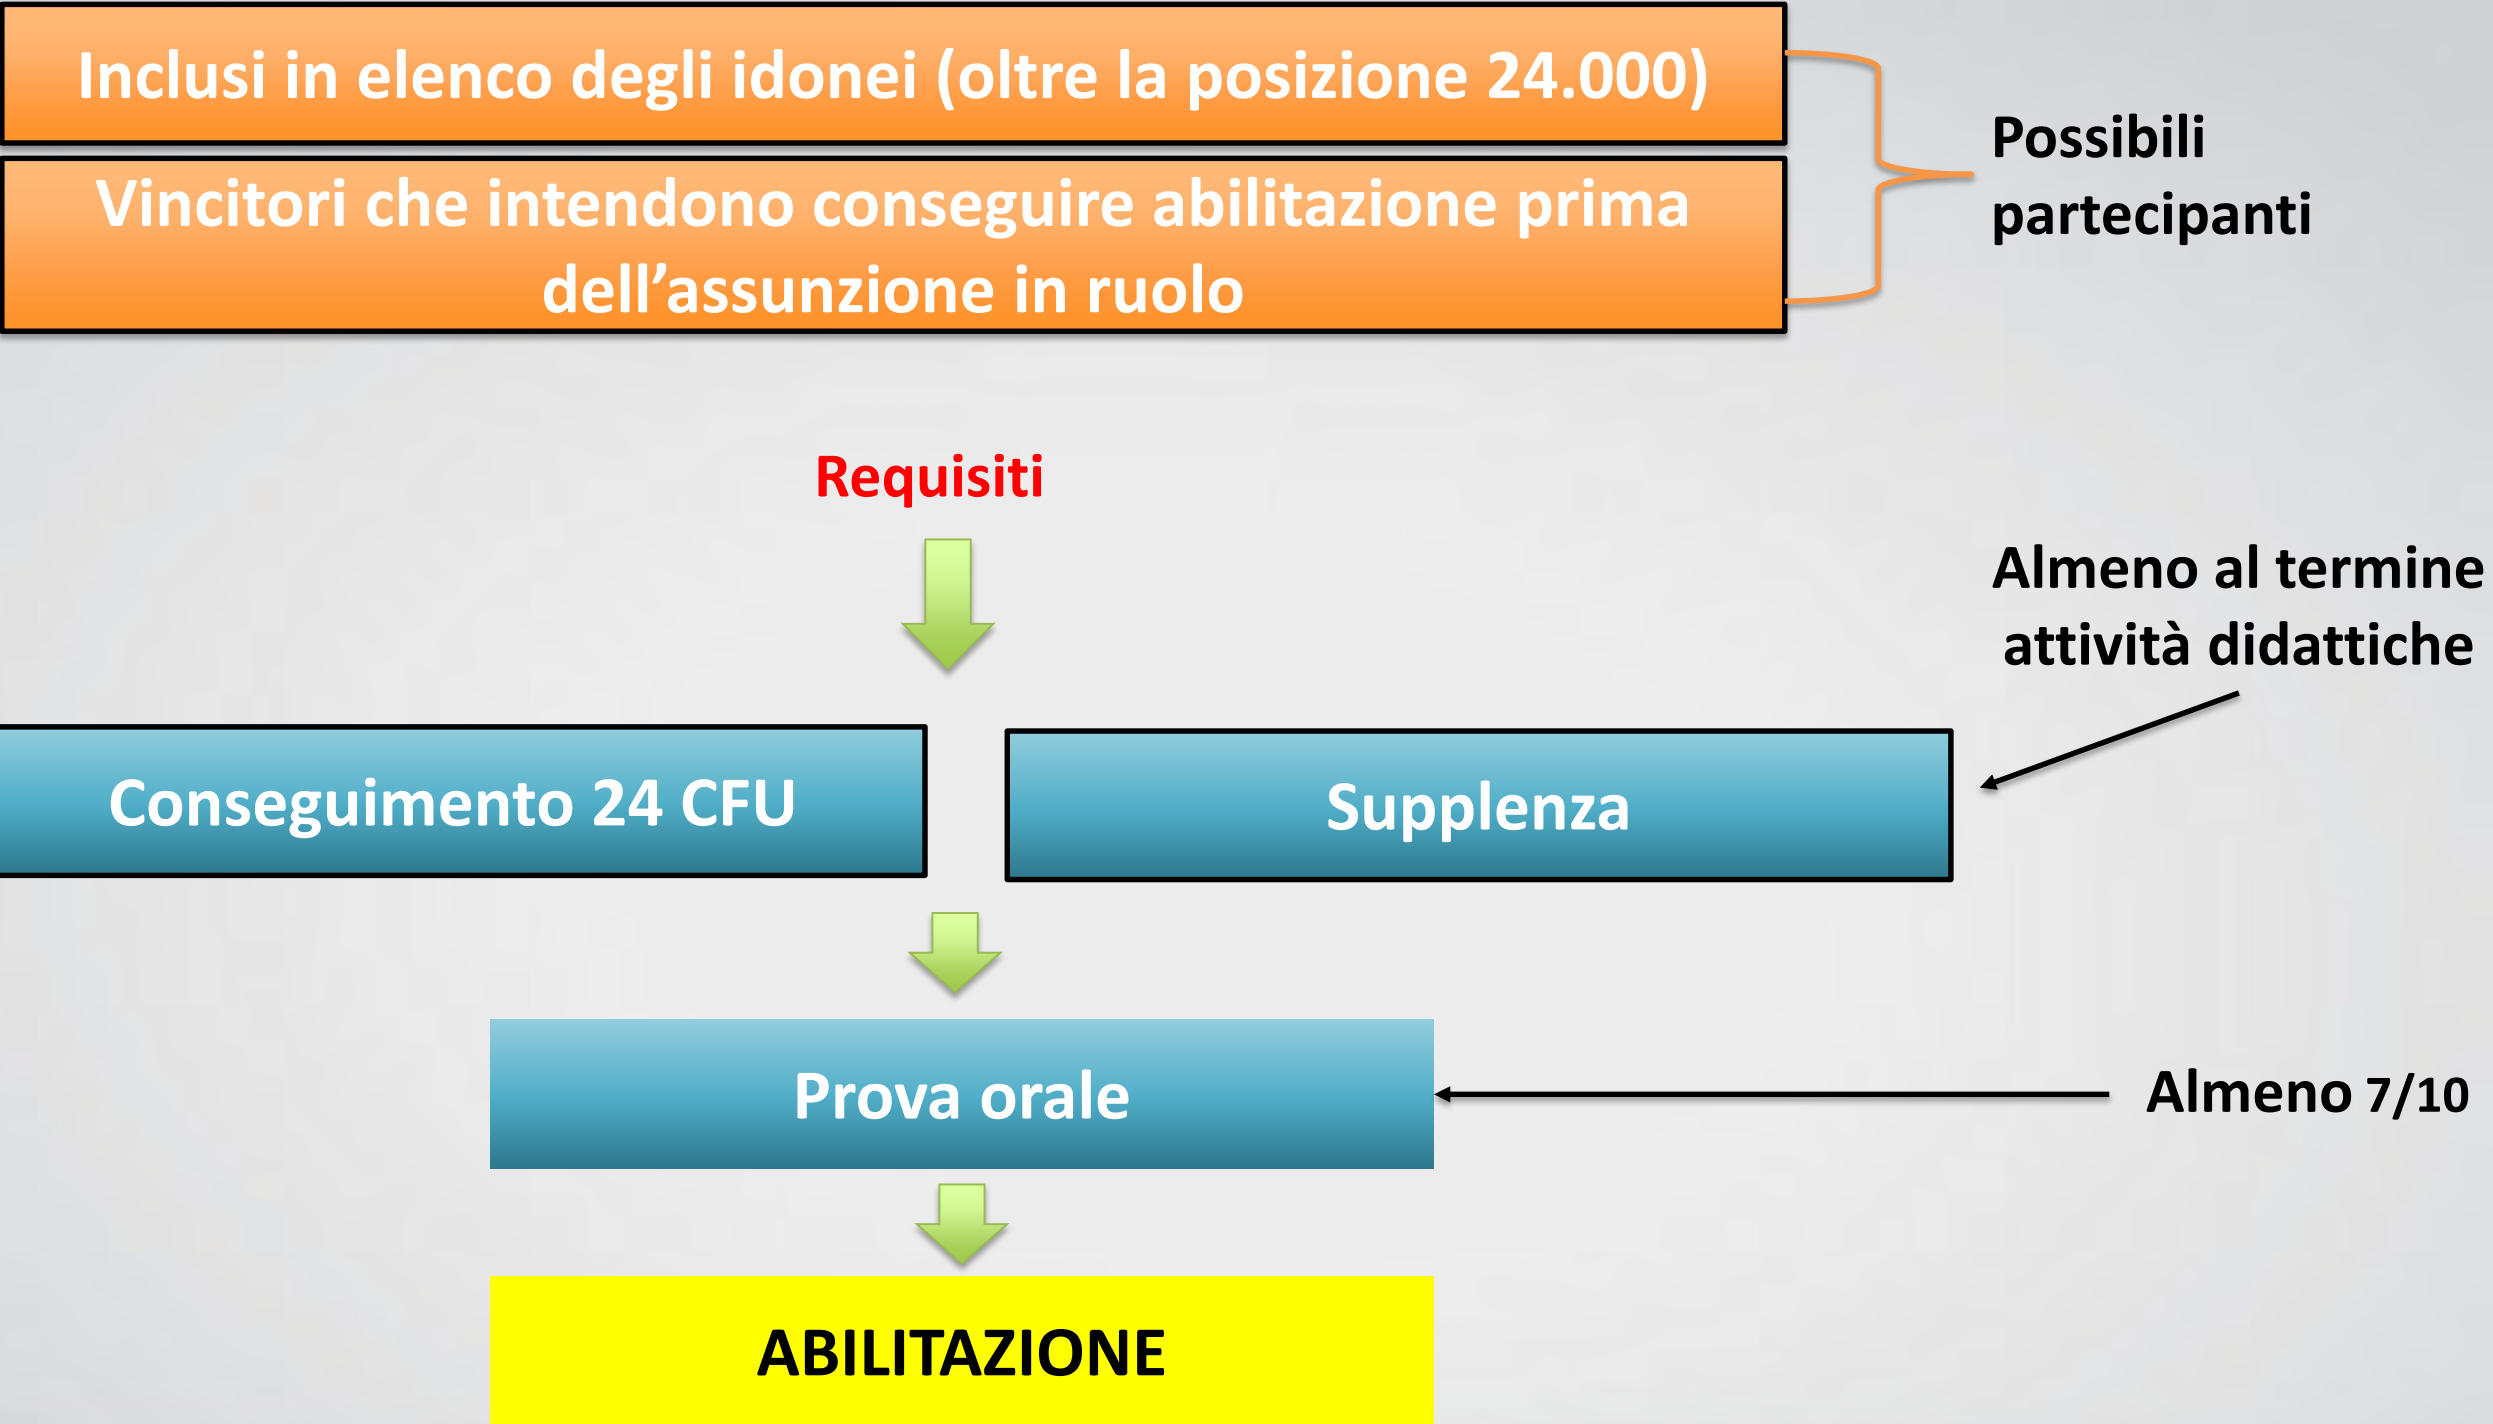 Inclusi in elenco degli idonei (oltre la posizione 24.000)
Vincitori che intendono conseguire abilitazione prima
dell’assunzione in ruolo
Possibili
partecipanti
Requisiti
Almeno al termine
attività didattiche
Conseguimento 24 CFU
Supplenza
Prova orale
Almeno 7/10
ABILITAZIONE